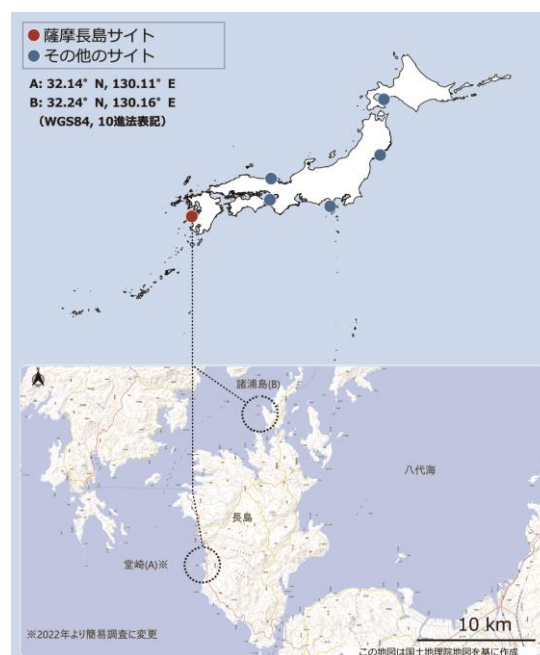 薩摩長島サイト
その他のサイト
A: 32.14° N, 130.11° E
B: 32.24° N, 130.16° E
（WGS84, 10進法表記）
諸浦島(B)
八代海
長島
堂崎(A)※
※2022年より簡易調査に変更
10 km
この地図は国土地理院地図を基に作成